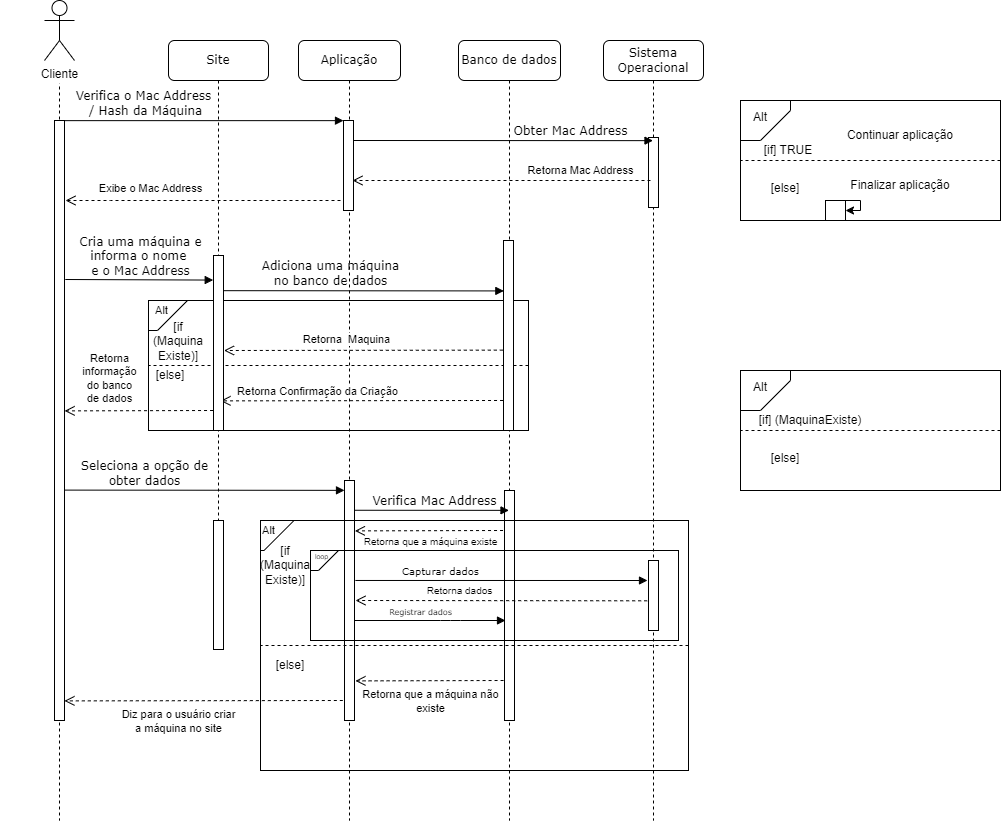 Cliente
Site
Aplicação
Banco de dados
Sistema
Operacional
Verifica o Mac Address
/ Hash da Máquina
Obter Mac Address
Retorna Mac Address
Exibe o Mac Address
Alt
Continuar aplicação
[if] TRUE
[else]
Finalizar aplicação
Cria uma máquina e
informa o nome
e o Mac Address
Adiciona uma máquina
no banco de dados
Alt
[if
(Maquina
Existe)]
Retorna Maquina
Retorna
informação
do banco
de dados
[else]
Retorna Confirmação da Criação
Alt
[if] (MaquinaExiste)
[else]
Seleciona a opção de
obter dados
Verifica Mac Address
Alt
Retorna que a máquina existe
[if
(Maquina
Existe)]
loop
Capturar dados
Retorna dados
Registrar dados
[else]
Retorna que a máquina não
existe
Diz para o usuário criar
a máquina no site